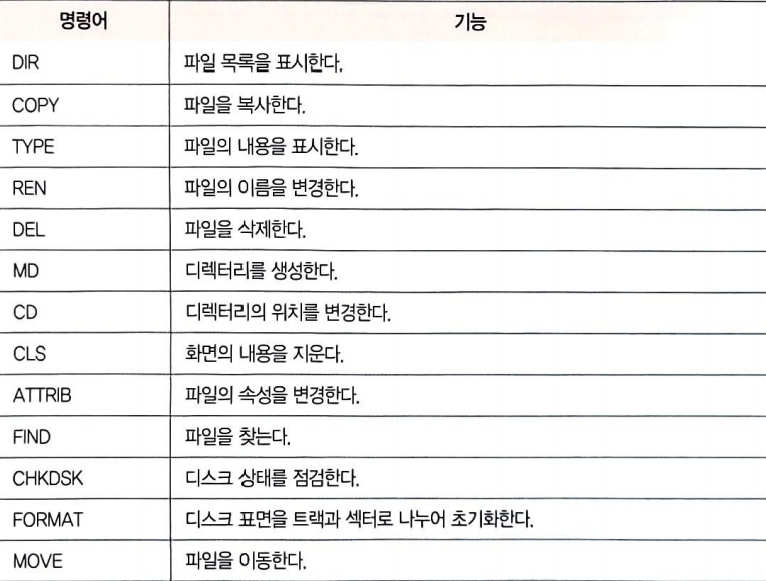 명령어 기능
DIR 파일 목록을 표시한다.
COPY 파일을 복사한다.
TYPE 파일의 내용을 표시한다.
REN 파일의 이름을 변경한다.
DEL 파일을 삭제한다.
MD 디렉터리를 생성한다.
CD 디렉터리의 위치를 변경한다.
CLS 화면의 내용을 지운다.
ATTRIB 파일의 속성을 변경한다.
FIND 파일을 찾는다.
CHKDSK 디스크 상태를 점검한다.
FORMAT 디스크 표면을 트랙과 섹터로 나누어 초기화한다.
MOVE 파일을 이동한다.